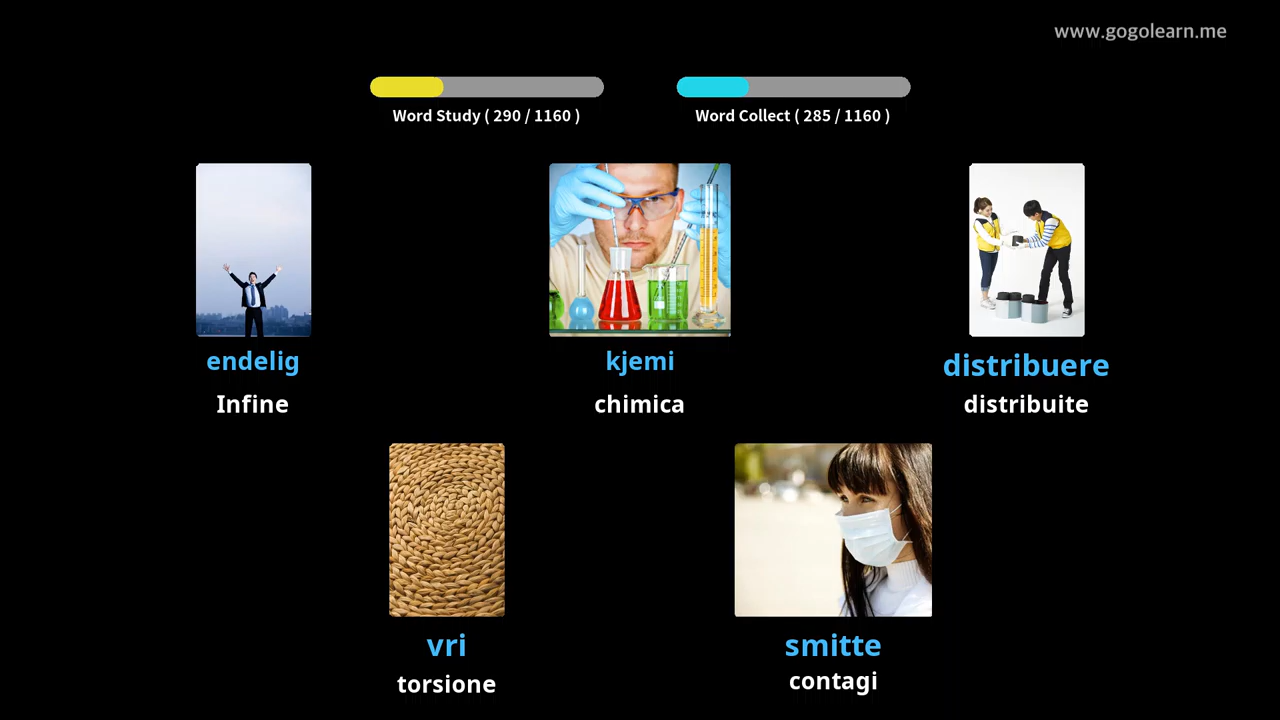 www.gogolearn.me
Word Study ( 290 / 1160 )
Word Collect ( 285 / 1160 )
endelig
Infine
kjemi
chimica
distribuere
distribuite
vri
torsione
smitte
contagi